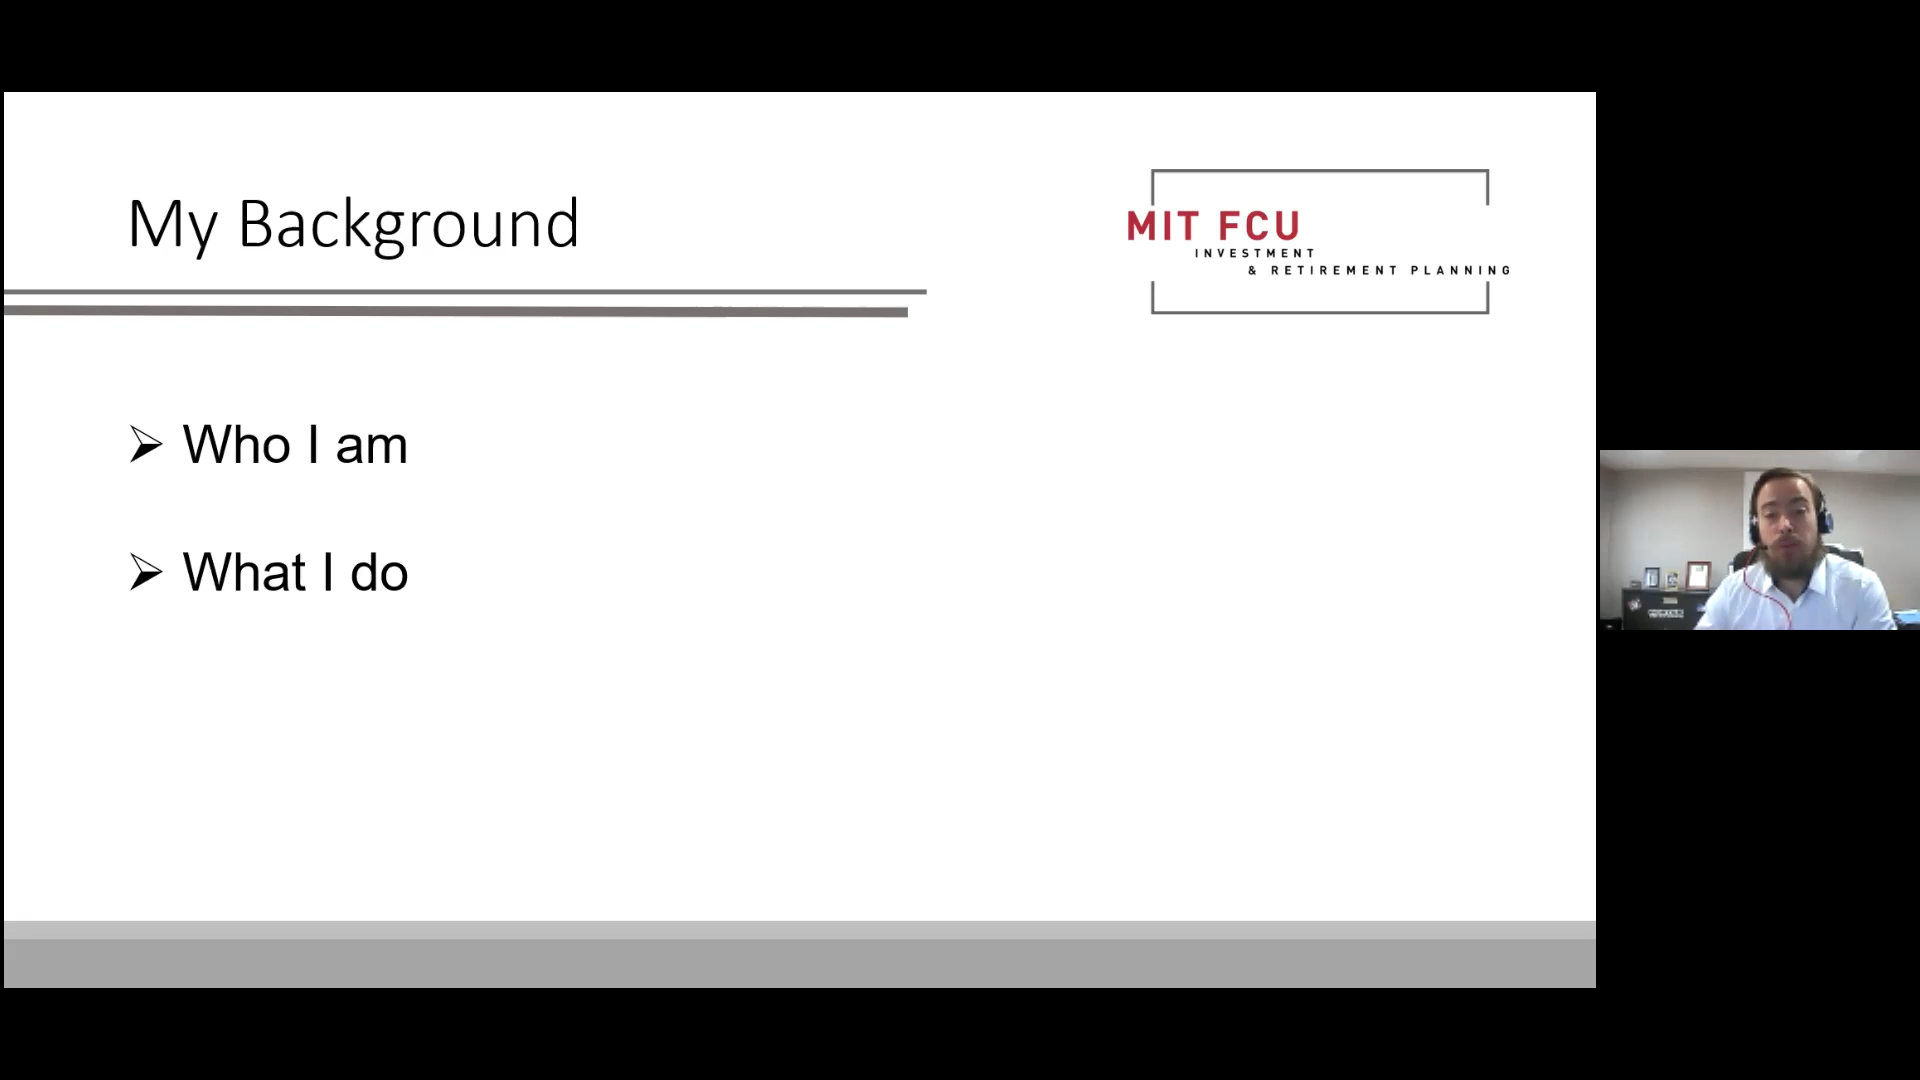 My Background
MIT FCU
INVESTMENT
& RETIREMENT PLANNING
Who I am
What I do